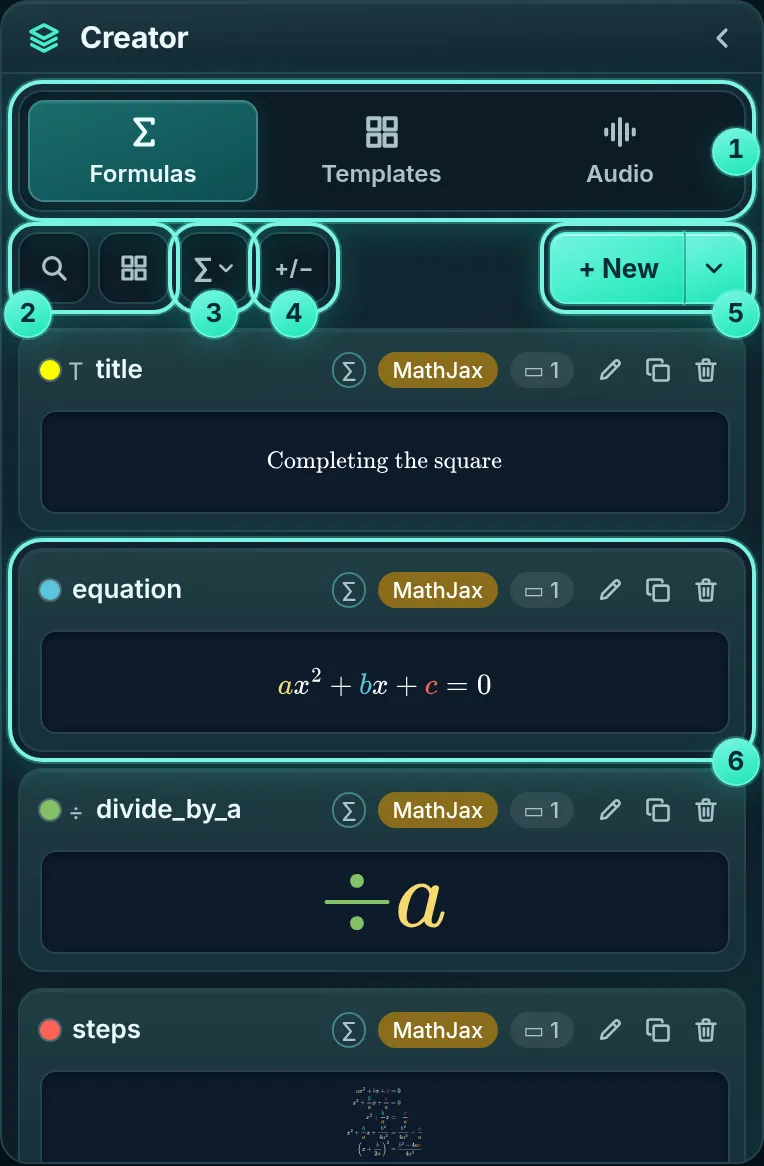 Creator
Σ
Formulas
Templates
Audio
1
Σ
+/−
+ New
2
3
4
5
T title
Σ
MathJax
1
Completing the square
equation
Σ
MathJax
1
ax² + bx + c = 0
6
÷ divide_by_a
Σ
MathJax
1
÷a
steps
Σ
MathJax
1